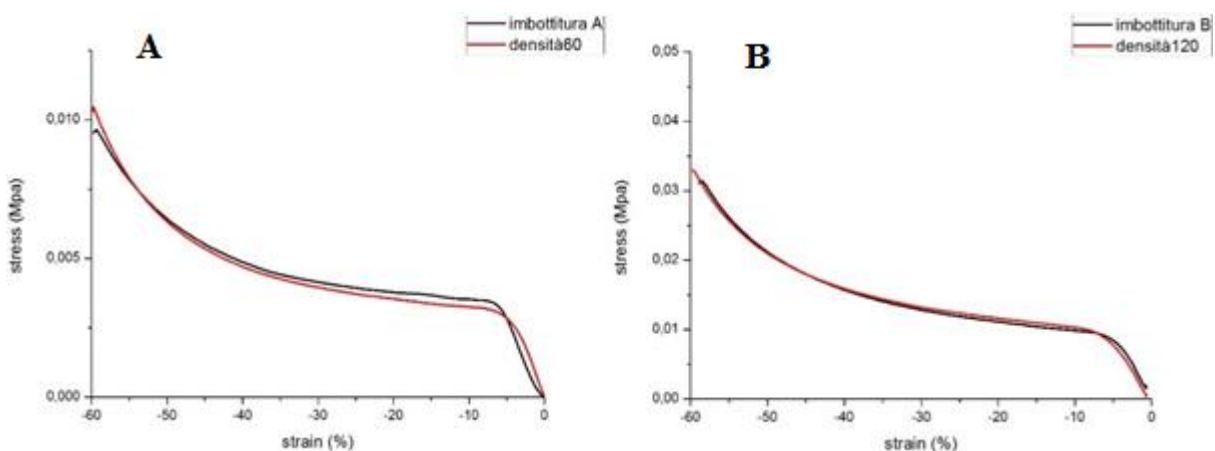 A
imbottitura A
densità60
0,010
0,005
0,000
stress (Mpa)
-60 -50 -40 -30 -20 -10 0
strain (%)
B
imbottitura B
densità120
0,05
0,04
0,03
0,02
0,01
0,00
stress (Mpa)
-60 -50 -40 -30 -20 -10 0
strain (%)